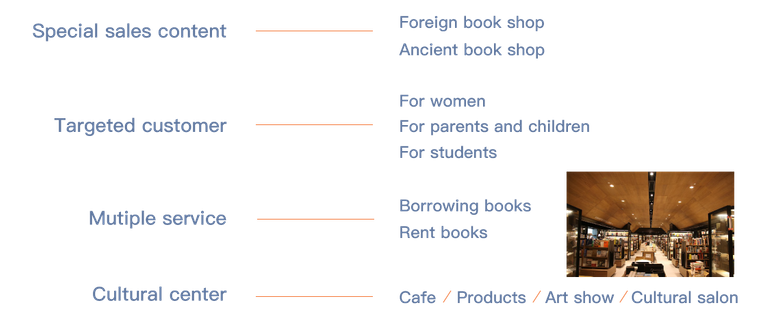 Special sales content
Foreign book shop
Ancient book shop
Targeted customer
For women
For parents and children
For students
Mutiple service
Borrowing books
Rent books
Cultural center
Cafe / Products / Art show / Cultural salon